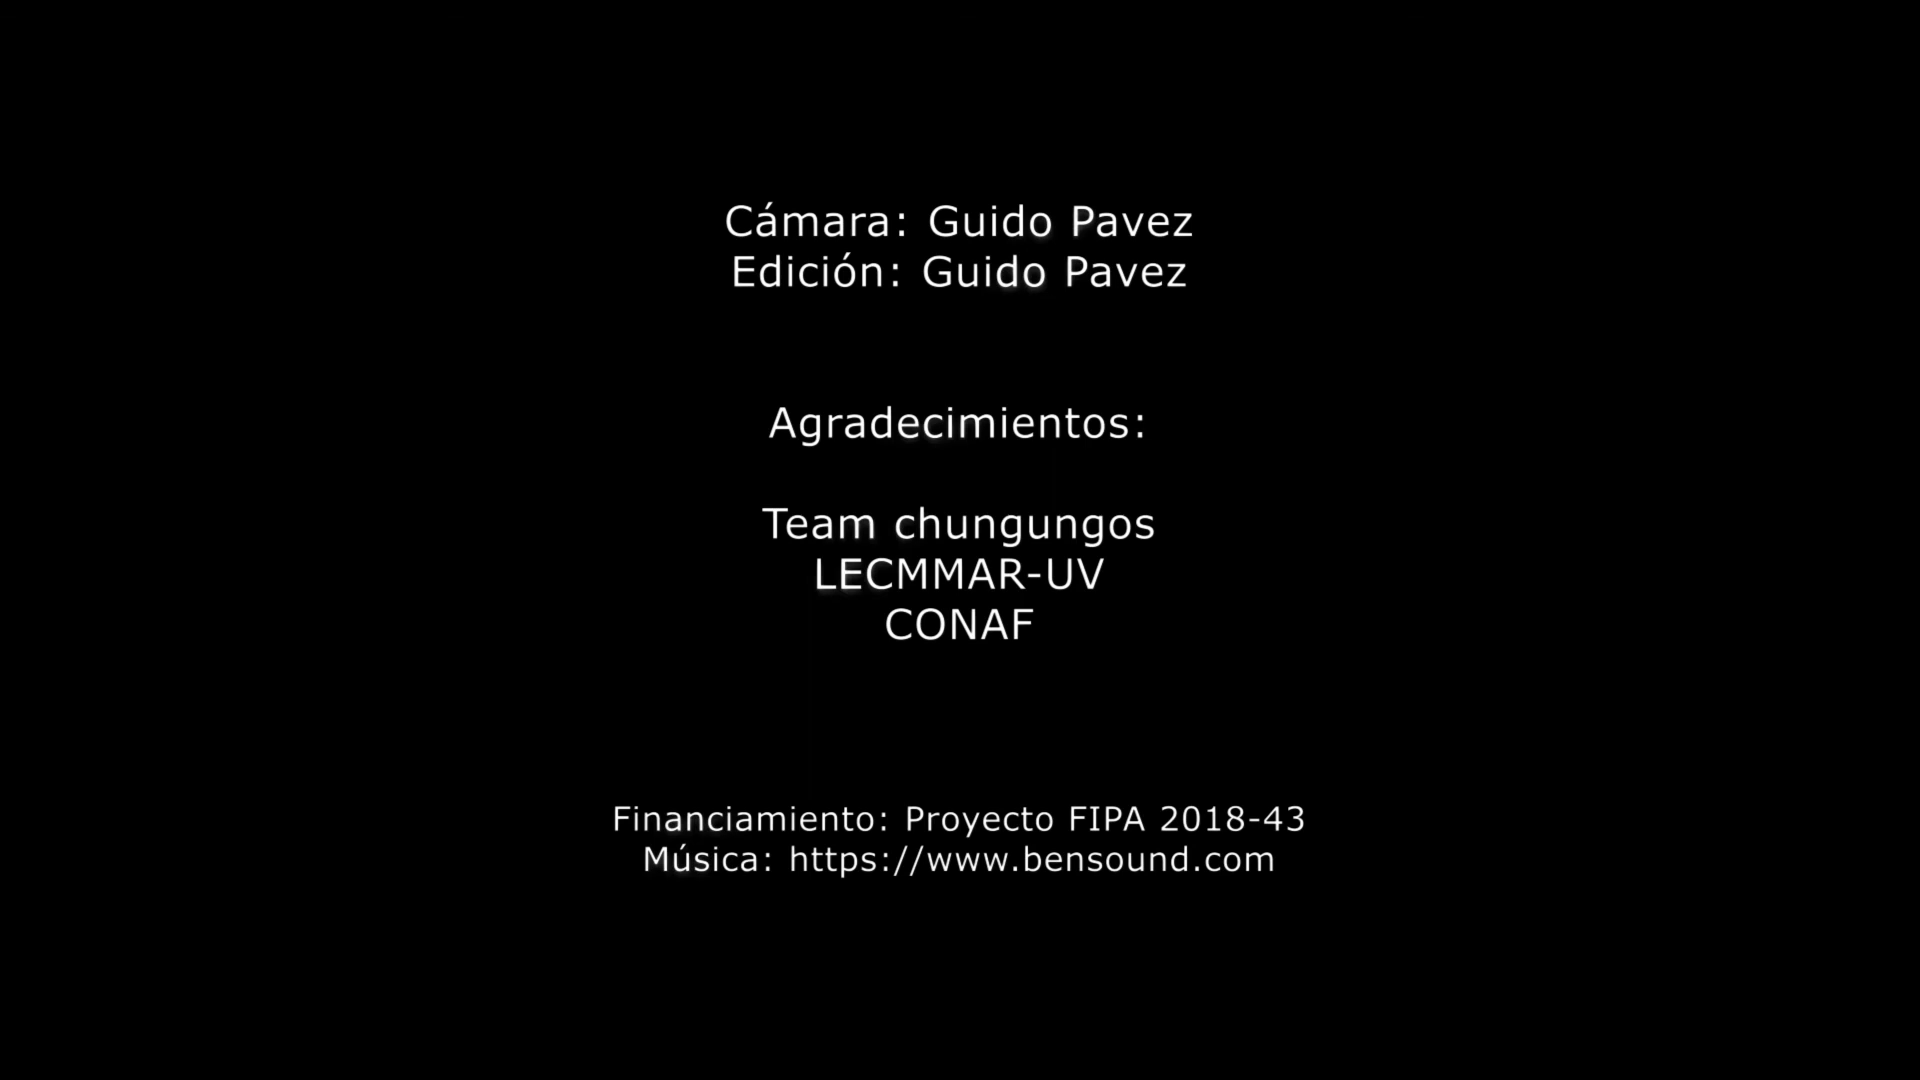 Cámara: Guido Pavez
Edición: Guido Pavez
Agradecimientos:
Team chungungos
LECMMAR-UV
CONAF
Financiamiento: Proyecto FIPA 2018-43
Música: https://www.bensound.com